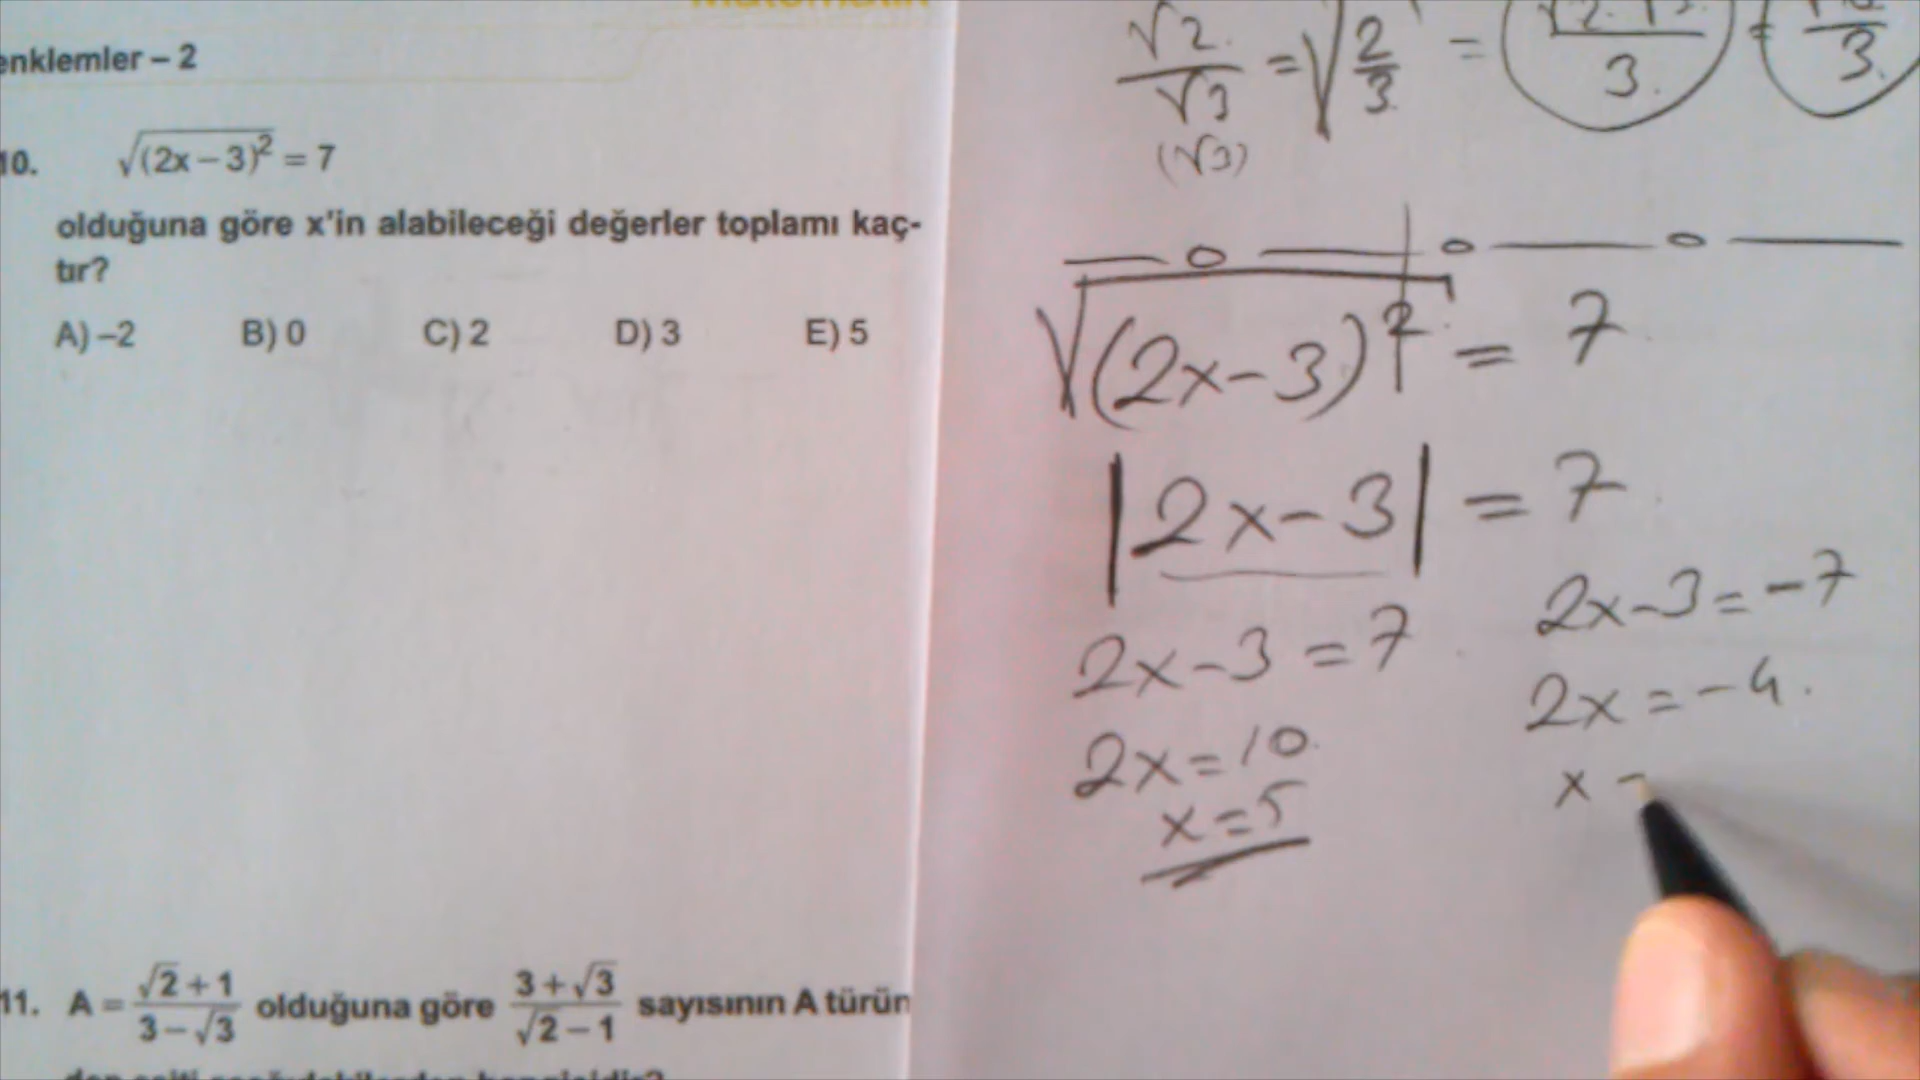 enklemler – 2
10. √(2x – 3)² = 7
olduğuna göre x'in alabileceği değerler toplamı kaç-
tır?
A) –2 B) 0 C) 2 D) 3 E) 5
11. A = (√2 + 1)/(3 – √3) olduğuna göre (3 + √3)/(√2 – 1) sayısının A türün
√2/√3 = √2/3 =
(√3)
3.
3.
√(2x-3)² = 7
|2x-3| = 7
2x-3 = 7
2x = 10
x = 5
2x-3 = -7
2x = -4
x